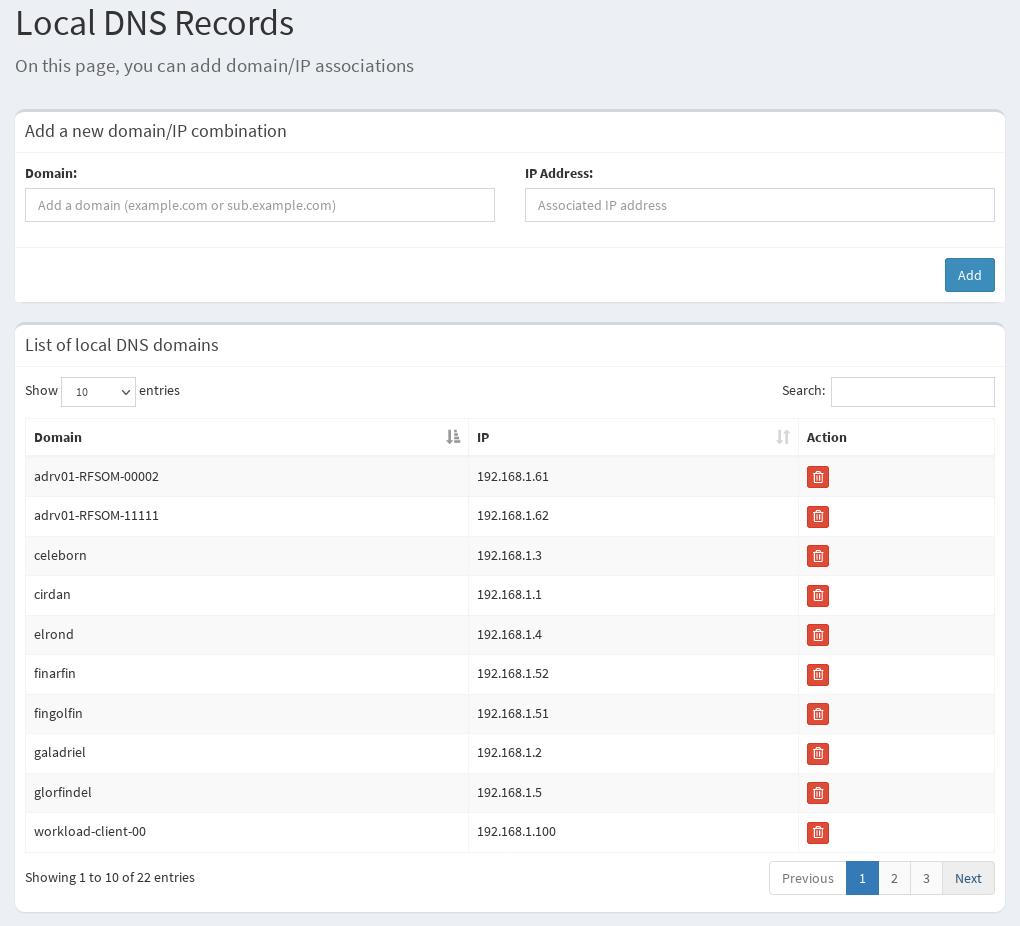 Local DNS Records
On this page, you can add domain/IP associations
Add a new domain/IP combination
Domain: IP Address:
Add a domain (example.com or sub.example.com) Associated IP address
Add
List of local DNS domains
Show 10 entries Search:
Domain IP Action
adrv01-RFSOM-00002 192.168.1.61
adrv01-RFSOM-11111 192.168.1.62
celeborn 192.168.1.3
cirdan 192.168.1.1
elrond 192.168.1.4
finarfin 192.168.1.52
fingolfin 192.168.1.51
galadriel 192.168.1.2
glorfindel 192.168.1.5
workload-client-00 192.168.1.100
Showing 1 to 10 of 22 entries Previous 1 2 3 Next